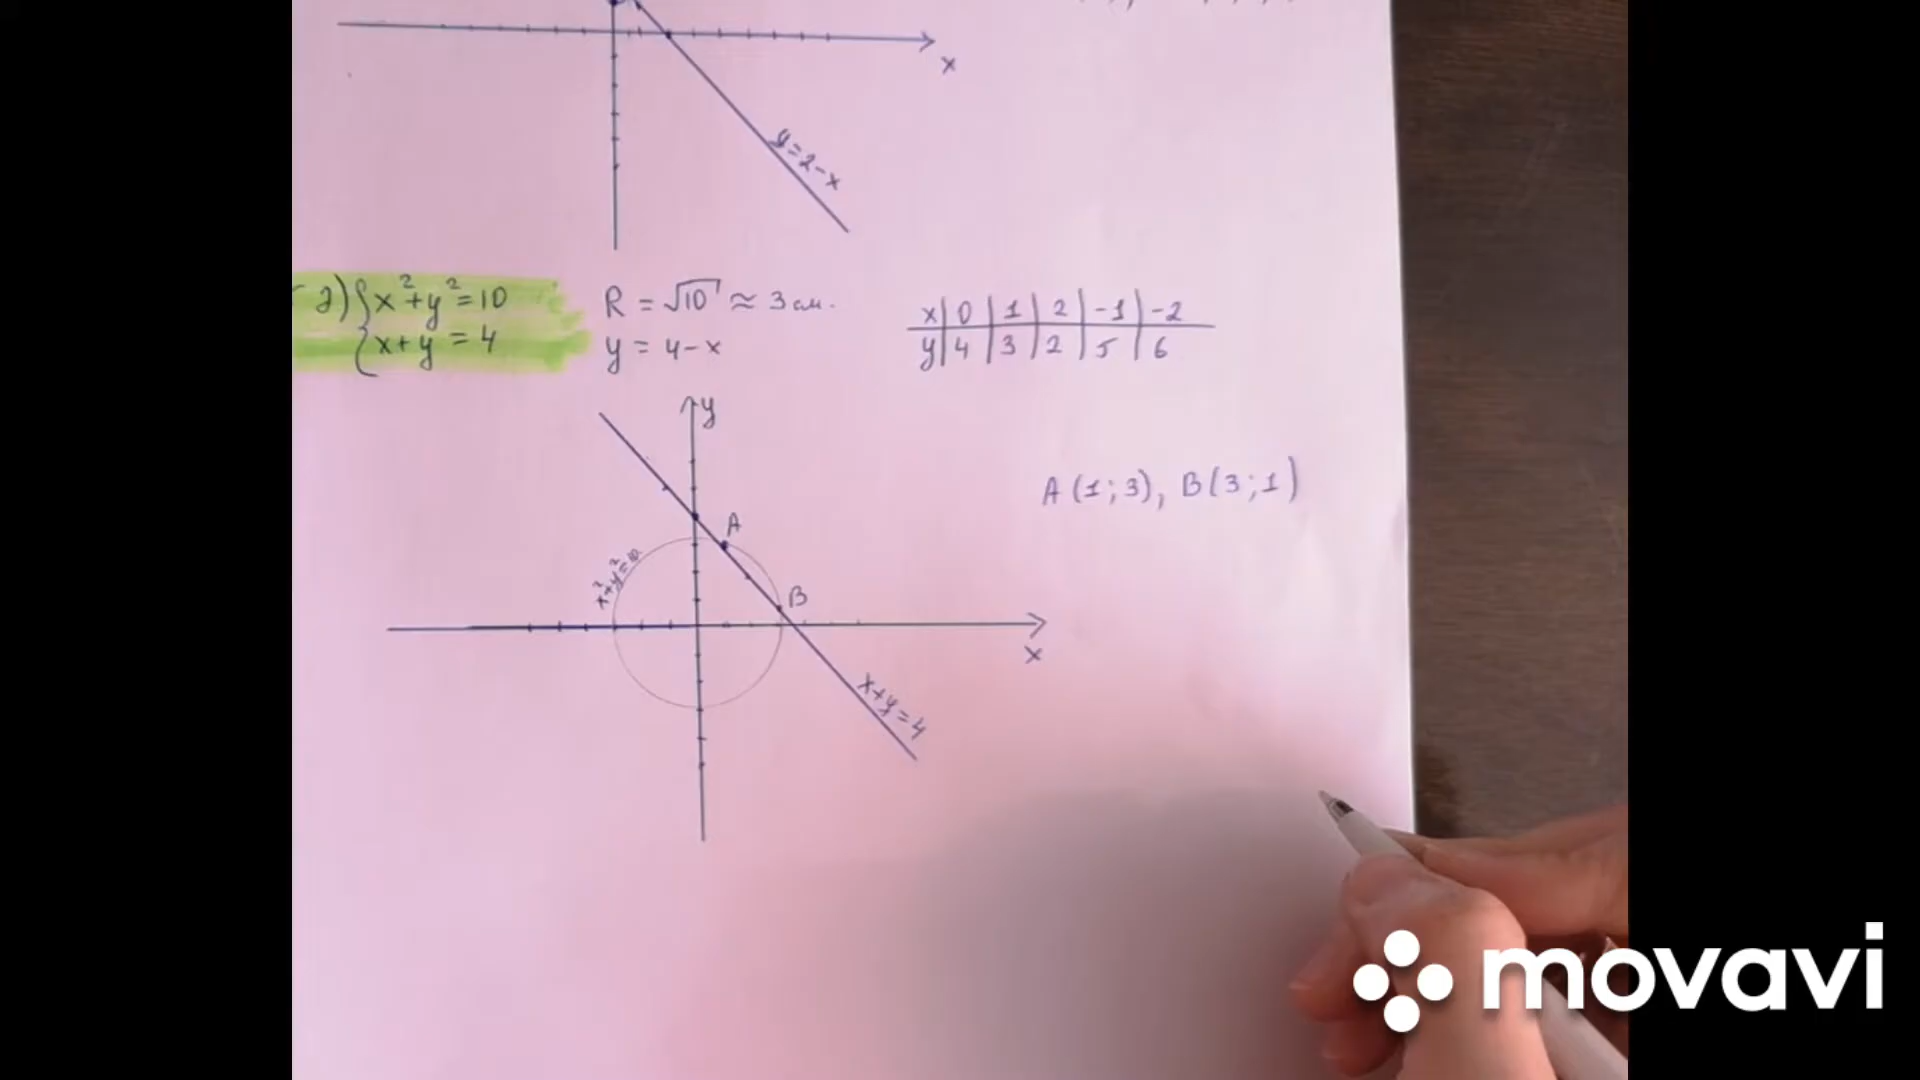 x
y=2-x
2) { x²+y²=10
x+y=4
R = √10 ≈ 3 см.
y = 4-x
x | 0 | 1 | 2 | -1 | -2
y | 4 | 3 | 2 | 5 | 6
y
A (1;3), B(3;1)
A
x²+y²=10
B
x
x+y=4
movavi